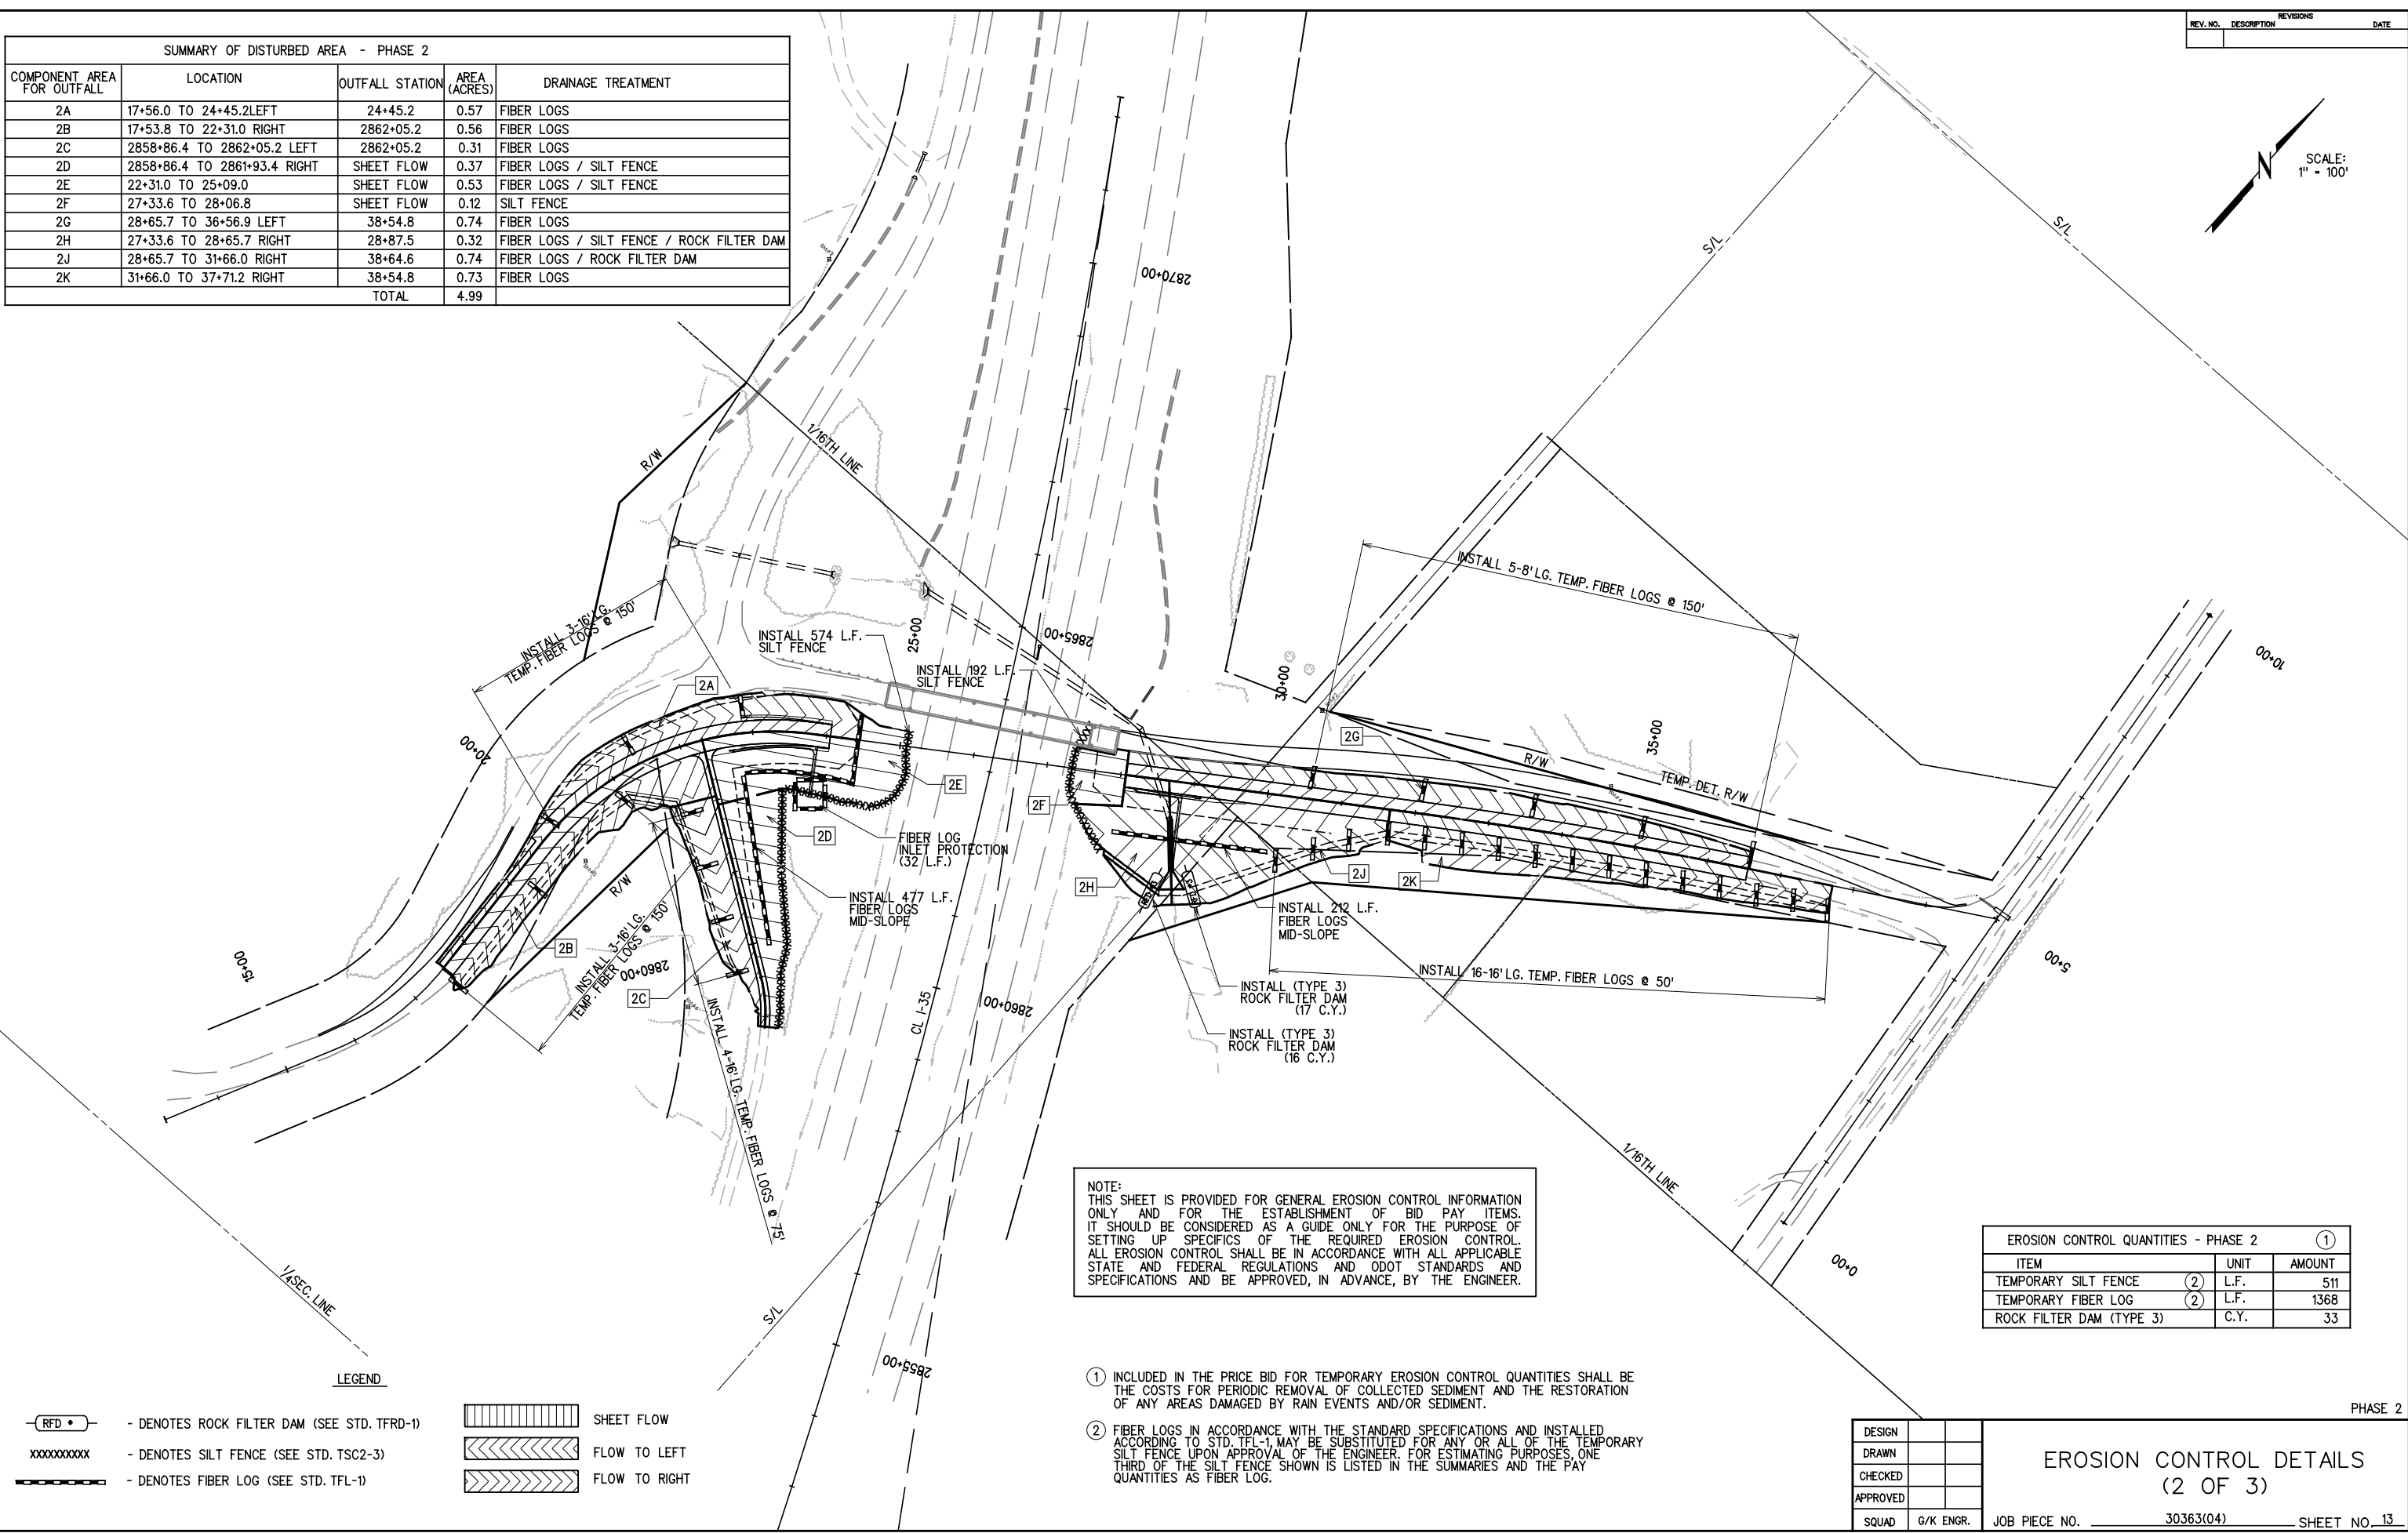 REVISIONS
REV. NO. DESCRIPTION DATE
SUMMARY OF DISTURBED AREA - PHASE 2
COMPONENT AREA FOR OUTFALL LOCATION OUTFALL STATION AREA (ACRES) DRAINAGE TREATMENT
2A 17+56.0 TO 24+45.2LEFT 24+45.2 0.57 FIBER LOGS
2B 17+53.8 TO 22+31.0 RIGHT 2862+05.2 0.56 FIBER LOGS
2C 2858+86.4 TO 2862+05.2 LEFT 2862+05.2 0.31 FIBER LOGS
2D 2858+86.4 TO 2861+93.4 RIGHT SHEET FLOW 0.37 FIBER LOGS / SILT FENCE
2E 22+31.0 TO 25+09.0 SHEET FLOW 0.53 FIBER LOGS / SILT FENCE
2F 27+33.6 TO 28+06.8 SHEET FLOW 0.12 SILT FENCE
2G 28+65.7 TO 36+56.9 LEFT 38+54.8 0.74 FIBER LOGS
2H 27+33.6 TO 28+65.7 RIGHT 28+87.5 0.32 FIBER LOGS / SILT FENCE / ROCK FILTER DAM
2J 28+65.7 TO 31+66.0 RIGHT 38+64.6 0.74 FIBER LOGS / ROCK FILTER DAM
2K 31+66.0 TO 37+71.2 RIGHT 38+54.8 0.73 FIBER LOGS
TOTAL 4.99
N
SCALE:
1" = 100'
S/L
S/L
2870+00
1/16TH LINE
R/W
INSTALL 3-16' LG.
TEMP. FIBER LOGS @ 150'
INSTALL 5-8' LG. TEMP. FIBER LOGS @ 150'
INSTALL 574 L.F.
SILT FENCE
25+00
2865+00
INSTALL 192 L.F.
SILT FENCE
30+00
10+00
2A
20+00
2G
35+00
R/W
TEMP. DET. R/W
2E
2F
2D
FIBER LOG
INLET PROTECTION
(32 L.F.)
2H
2J
2K
R/W
INSTALL 477 L.F.
FIBER LOGS
MID-SLOPE
INSTALL 212 L.F.
FIBER LOGS
MID-SLOPE
2B
15+00
INSTALL 3-16' LG.
TEMP. FIBER LOGS @ 150'
2860+00
2C
5+00
INSTALL 16-16' LG. TEMP. FIBER LOGS @ 50'
INSTALL (TYPE 3)
ROCK FILTER DAM
(17 C.Y.)
2860+00
CL I-35
INSTALL (TYPE 3)
ROCK FILTER DAM
(16 C.Y.)
INSTALL 4-16' LG. TEMP. FIBER LOGS @ 75'
1/16TH LINE
0+00
1/4 SEC. LINE
S/L
2855+00
NOTE:
THIS SHEET IS PROVIDED FOR GENERAL EROSION CONTROL INFORMATION
ONLY AND FOR THE ESTABLISHMENT OF BID PAY ITEMS.
IT SHOULD BE CONSIDERED AS A GUIDE ONLY FOR THE PURPOSE OF
SETTING UP SPECIFICS OF THE REQUIRED EROSION CONTROL.
ALL EROSION CONTROL SHALL BE IN ACCORDANCE WITH ALL APPLICABLE
STATE AND FEDERAL REGULATIONS AND ODOT STANDARDS AND
SPECIFICATIONS AND BE APPROVED, IN ADVANCE, BY THE ENGINEER.
EROSION CONTROL QUANTITIES - PHASE 2 1
ITEM UNIT AMOUNT
TEMPORARY SILT FENCE 2 L.F. 511
TEMPORARY FIBER LOG 2 L.F. 1368
ROCK FILTER DAM (TYPE 3) C.Y. 33
LEGEND
RFD - DENOTES ROCK FILTER DAM (SEE STD. TFRD-1)
XXXXXXXXXX - DENOTES SILT FENCE (SEE STD. TSC2-3)
- DENOTES FIBER LOG (SEE STD. TFL-1)
SHEET FLOW
FLOW TO LEFT
FLOW TO RIGHT
1 INCLUDED IN THE PRICE BID FOR TEMPORARY EROSION CONTROL QUANTITIES SHALL BE
THE COSTS FOR PERIODIC REMOVAL OF COLLECTED SEDIMENT AND THE RESTORATION
OF ANY AREAS DAMAGED BY RAIN EVENTS AND/OR SEDIMENT.
2 FIBER LOGS IN ACCORDANCE WITH THE STANDARD SPECIFICATIONS AND INSTALLED
ACCORDING TO STD. TFL-1, MAY BE SUBSTITUTED FOR ANY OR ALL OF THE TEMPORARY
SILT FENCE UPON APPROVAL OF THE ENGINEER. FOR ESTIMATING PURPOSES, ONE
THIRD OF THE SILT FENCE SHOWN IS LISTED IN THE SUMMARIES AND THE PAY
QUANTITIES AS FIBER LOG.
PHASE 2
DESIGN
DRAWN
CHECKED
APPROVED
SQUAD G/K ENGR.
EROSION CONTROL DETAILS
(2 OF 3)
JOB PIECE NO. 30363(04) SHEET NO. 13